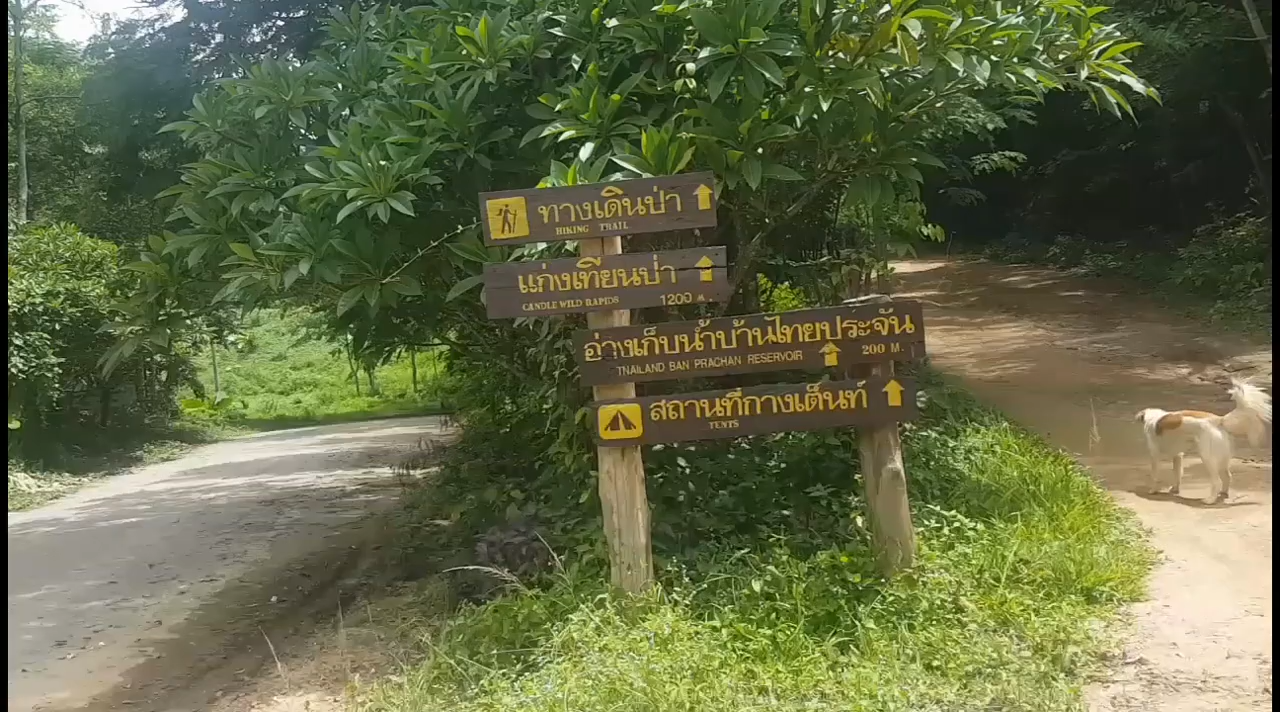 ทางเดินป่า
HIKING TRAIL
แก่งเทียนป่า
CANDLE WILD RAPIDS 1200 M.
อ่างเก็บน้ำบ้านไทยประจัน
THAILAND BAN PRACHAN RESERVOIR 200 M.
สถานที่กางเต็นท์
TENTS